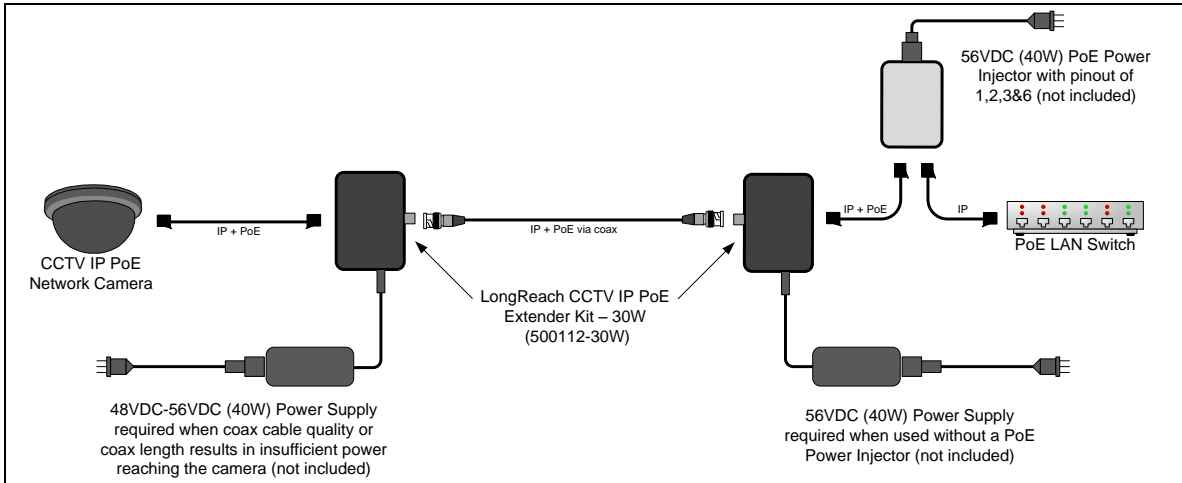 56VDC (40W) PoE Power
Injector with pinout of
1,2,3&6 (not included)
IP + PoE
IP + PoE via coax
IP + PoE
IP
PoE LAN Switch
CCTV IP PoE
Network Camera
LongReach CCTV IP PoE
Extender Kit – 30W
(500112-30W)
48VDC-56VDC (40W) Power Supply
required when coax cable quality or
coax length results in insufficient power
reaching the camera (not included)
56VDC (40W) Power Supply
required when used without a PoE
Power Injector (not included)